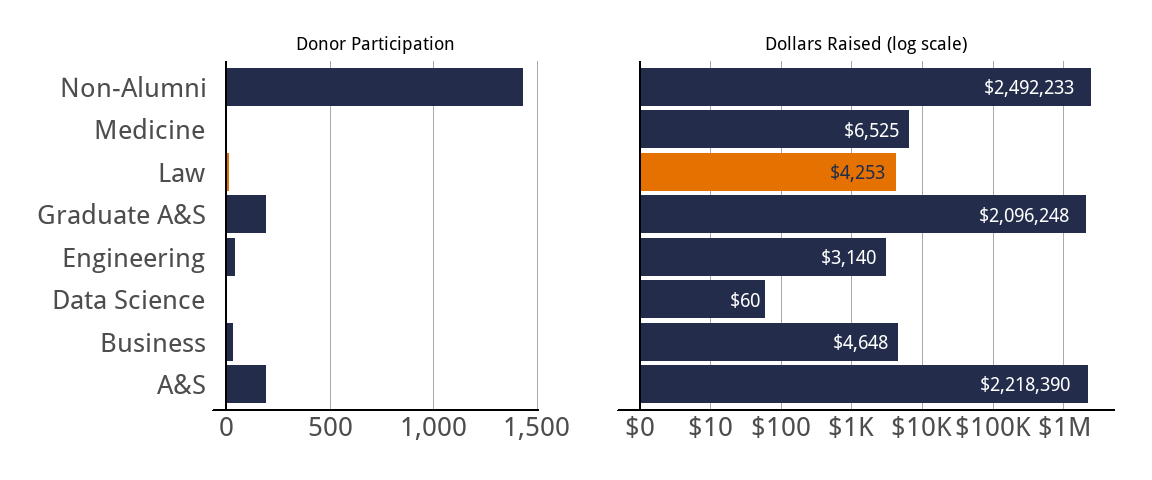 Donor Participation
Dollars Raised (log scale)
Non-Alumni
$2,492,233
Medicine
$6,525
Law
$4,253
Graduate A&S
$2,096,248
Engineering
$3,140
Data Science
$60
Business
$4,648
A&S
$2,218,390
0 500 1,000 1,500
$0 $10 $100 $1K $10K $100K $1M